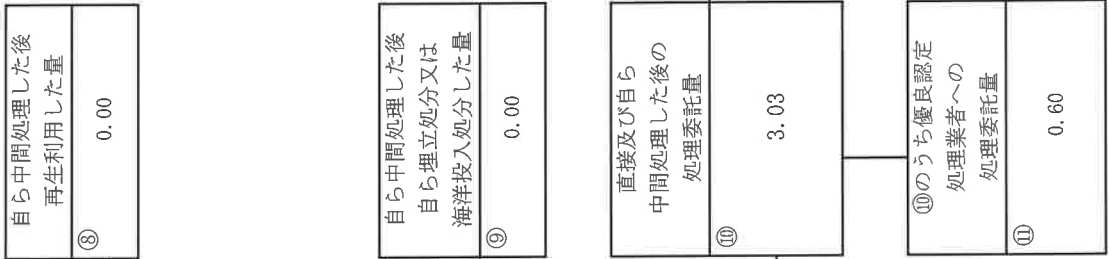 自ら中間処理した後
再生利用した量
⑧
0.00
自ら中間処理した後
自ら埋立処分又は
海洋投入処分した量
⑨
0.00
直接及び自ら
中間処理した後の
処理委託量
⑩
3.03
⑩のうち優良認定
処理業者への
処理委託量
⑪
0.60